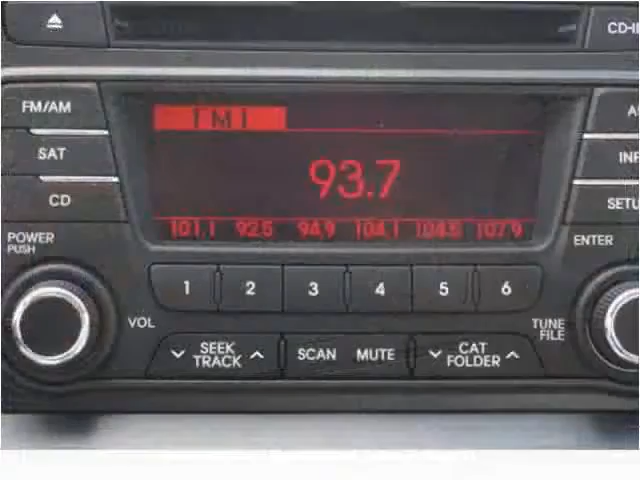 CD-I
FM/AM
FM1
A
SAT
93.7
INF
CD
SETU
101.1 92.5 94.9 104.1 104.5 107.9
POWER
PUSH
ENTER
1 2 3 4 5 6
VOL
TUNE
FILE
SEEK
TRACK
SCAN MUTE
CAT
FOLDER